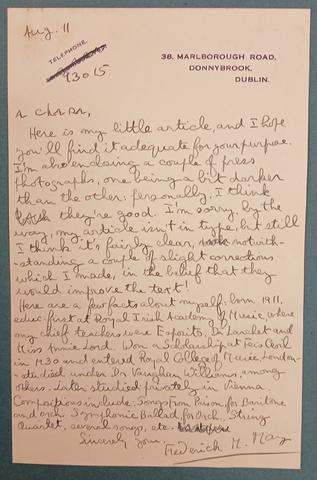 Aug. 11
TELEPHONE.
93015
38, MARLBOROUGH ROAD,
DONNYBROOK,
DUBLIN.
A Chara,
Here is my little article, and I hope
you'll find it adequate for your purpose.
I'm also enclosing a couple of press
photographs, one being a bit darker
than the other: personally, I think
they're good. I'm sorry, by the
way, my article isn't in type, but still
I think it's fairly clear, notwith-
-standing a couple of slight corrections
which I made, in the belief that they
would improve the text!
Here are a few facts about myself, born 1911,
educ. first at Royal Irish Academy of Music, where
my chief teachers were Esposito, Dr Larchet and
Miss Annie Lord. Won a Scholarship at Feis Ceoil
in 1930 and entered Royal College of Music, London-
-studied under Dr Vaughan Williams, among
others. Later studied privately in Vienna.
Compositions include: Songs From Prison for Baritone
and orch. Symphonic Ballad for Orch. String
Quartet, several songs, etc.
Sincerely yours,
Frederick M. May